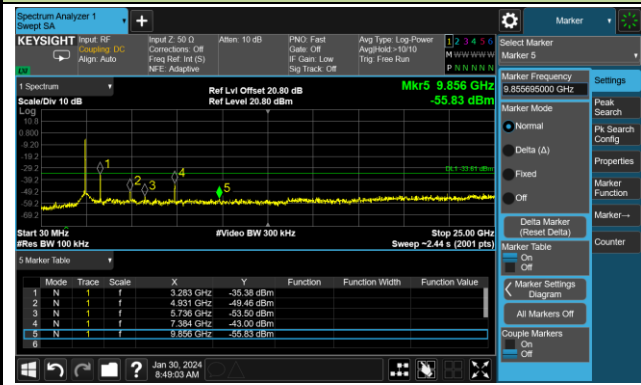 Spectrum Analyzer 1
Swept SA
Marker
KEYSIGHT
Input: RF
Coupling: DC
Align: Auto
Input Z: 50 Ω
Corrections: Off
Freq Ref: Int (S)
NFE: Adaptive
Atten: 10 dB
PNO: Fast
Gate: Off
IF Gain: Low
Sig Track: Off
Avg Type: Log-Power
Avg|Hold:>10/10
Trig: Free Run
1 2 3 4 5 6
M W W W W W
P N N N N N
1 Spectrum
Scale/Div 10 dB
Log
Ref Lvl Offset 20.80 dB
Ref Level 20.80 dBm
Mkr5 9.856 GHz
-55.83 dBm
10.8
0.800
-9.20
-19.2
-29.2
-39.2
-49.2
-59.2
-69.2
1
2
3
4
5
DL1 -33.61 dBm
Start 30 MHz
#Res BW 100 kHz
#Video BW 300 kHz
Stop 25.00 GHz
Sweep ~2.44 s (2001 pts)
5 Marker Table
Mode Trace Scale X Y Function Function Width Function Value
1 N 1 f 3.283 GHz -35.38 dBm
2 N 1 f 4.931 GHz -49.46 dBm
3 N 1 f 5.736 GHz -53.50 dBm
4 N 1 f 7.384 GHz -43.00 dBm
5 N 1 f 9.856 GHz -55.83 dBm
6
Jan 30, 2024
8:49:03 AM
Select Marker
Marker 5
Marker Frequency
9.855695000 GHz
Marker Mode
Normal
Delta (Δ)
Fixed
Off
Delta Marker
(Reset Delta)
Marker Table
On
Off
Marker Settings
Diagram
All Markers Off
Couple Markers
On
Off
Settings
Peak
Search
Pk Search
Config
Properties
Marker
Function
Marker→
Counter